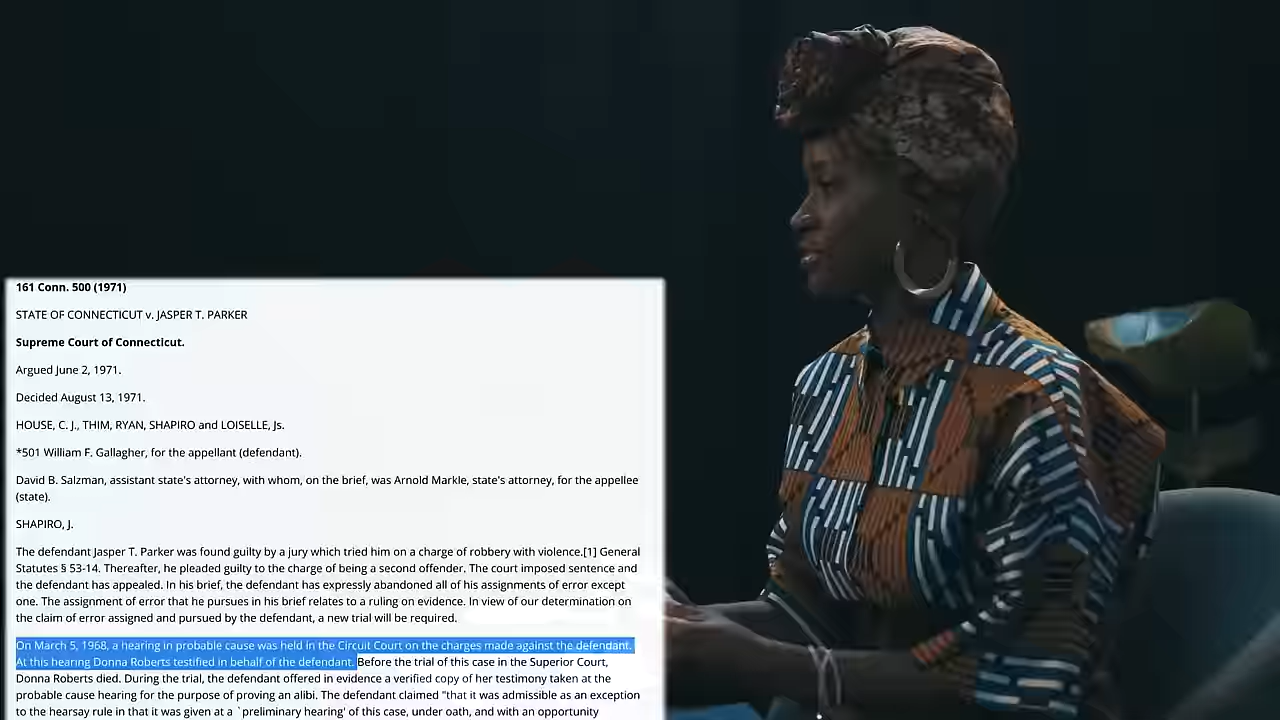 161 Conn. 500 (1971)
STATE OF CONNECTICUT v. JASPER T. PARKER
Supreme Court of Connecticut.
Argued June 2, 1971.
Decided August 13, 1971.
HOUSE, C. J., THIM, RYAN, SHAPIRO and LOISELLE, Js.
*501 William F. Gallagher, for the appellant (defendant).
David B. Salzman, assistant state's attorney, with whom, on the brief, was Arnold Markle, state's attorney, for the appellee
(state).
SHAPIRO, J.
The defendant Jasper T. Parker was found guilty by a jury which tried him on a charge of robbery with violence.[1] General
Statutes § 53-14. Thereafter, he pleaded guilty to the charge of being a second offender. The court imposed sentence and
the defendant has appealed. In his brief, the defendant has expressly abandoned all of his assignments of error except
one. The assignment of error that he pursues in his brief relates to a ruling on evidence. In view of our determination on
the claim of error assigned and pursued by the defendant, a new trial will be required.
On March 5, 1968, a hearing in probable cause was held in the Circuit Court on the charges made against the defendant.
At this hearing Donna Roberts testified in behalf of the defendant. Before the trial of this case in the Superior Court,
Donna Roberts died. During the trial, the defendant offered in evidence a verified copy of her testimony taken at the
probable cause hearing for the purpose of proving an alibi. The defendant claimed "that it was admissible as an exception
to the hearsay rule in that it was given at a `preliminary hearing' of this case, under oath, and with an opportunity